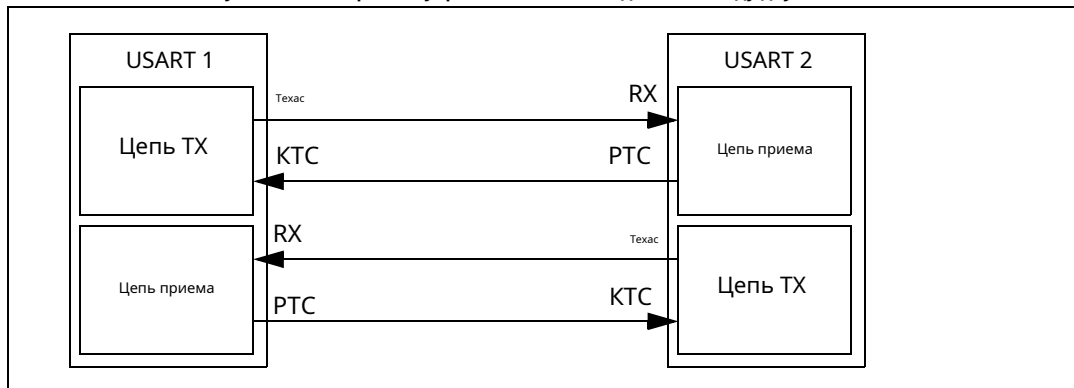 USART 1
USART 2
Техас
RX
Цепь TX
Цепь приема
КТС
РТС
RX
Техас
Цепь приема
Цепь TX
РТС
КТС